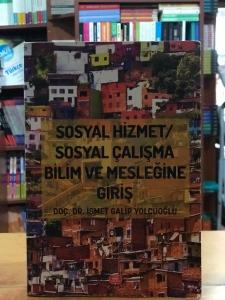 SOSYAL HİZMET/
SOSYAL ÇALIŞMA
BİLİM VE MESLEĞİNE
GİRİŞ
DOÇ. DR. İSMET GALİP YOLCUOĞLU